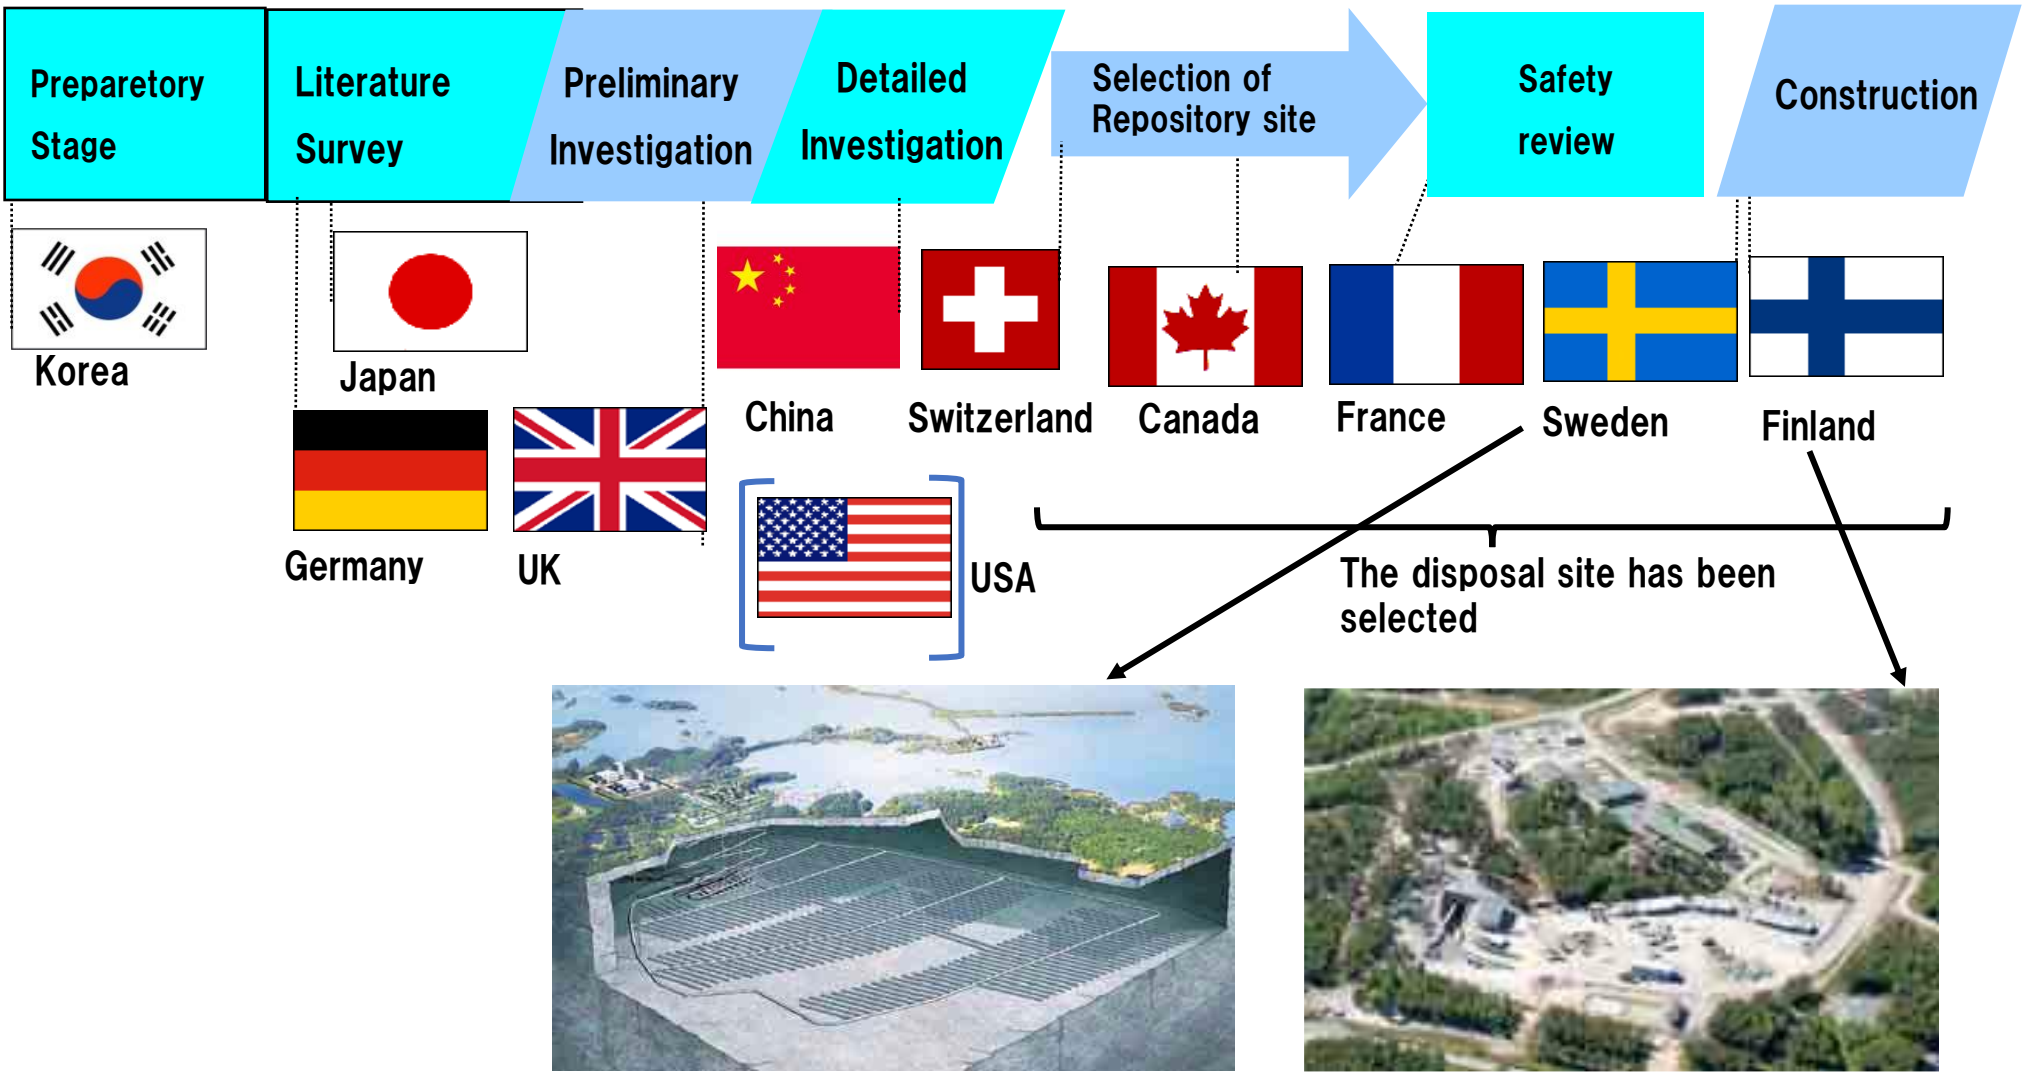 Preparetory
Stage
Literature
Survey
Preliminary
Investigation
Detailed
Investigation
Selection of
Repository site
Safety
review
Construction
Korea
Japan
China
Switzerland
Canada
France
Sweden
Finland
Germany
UK
USA
The disposal site has been
selected